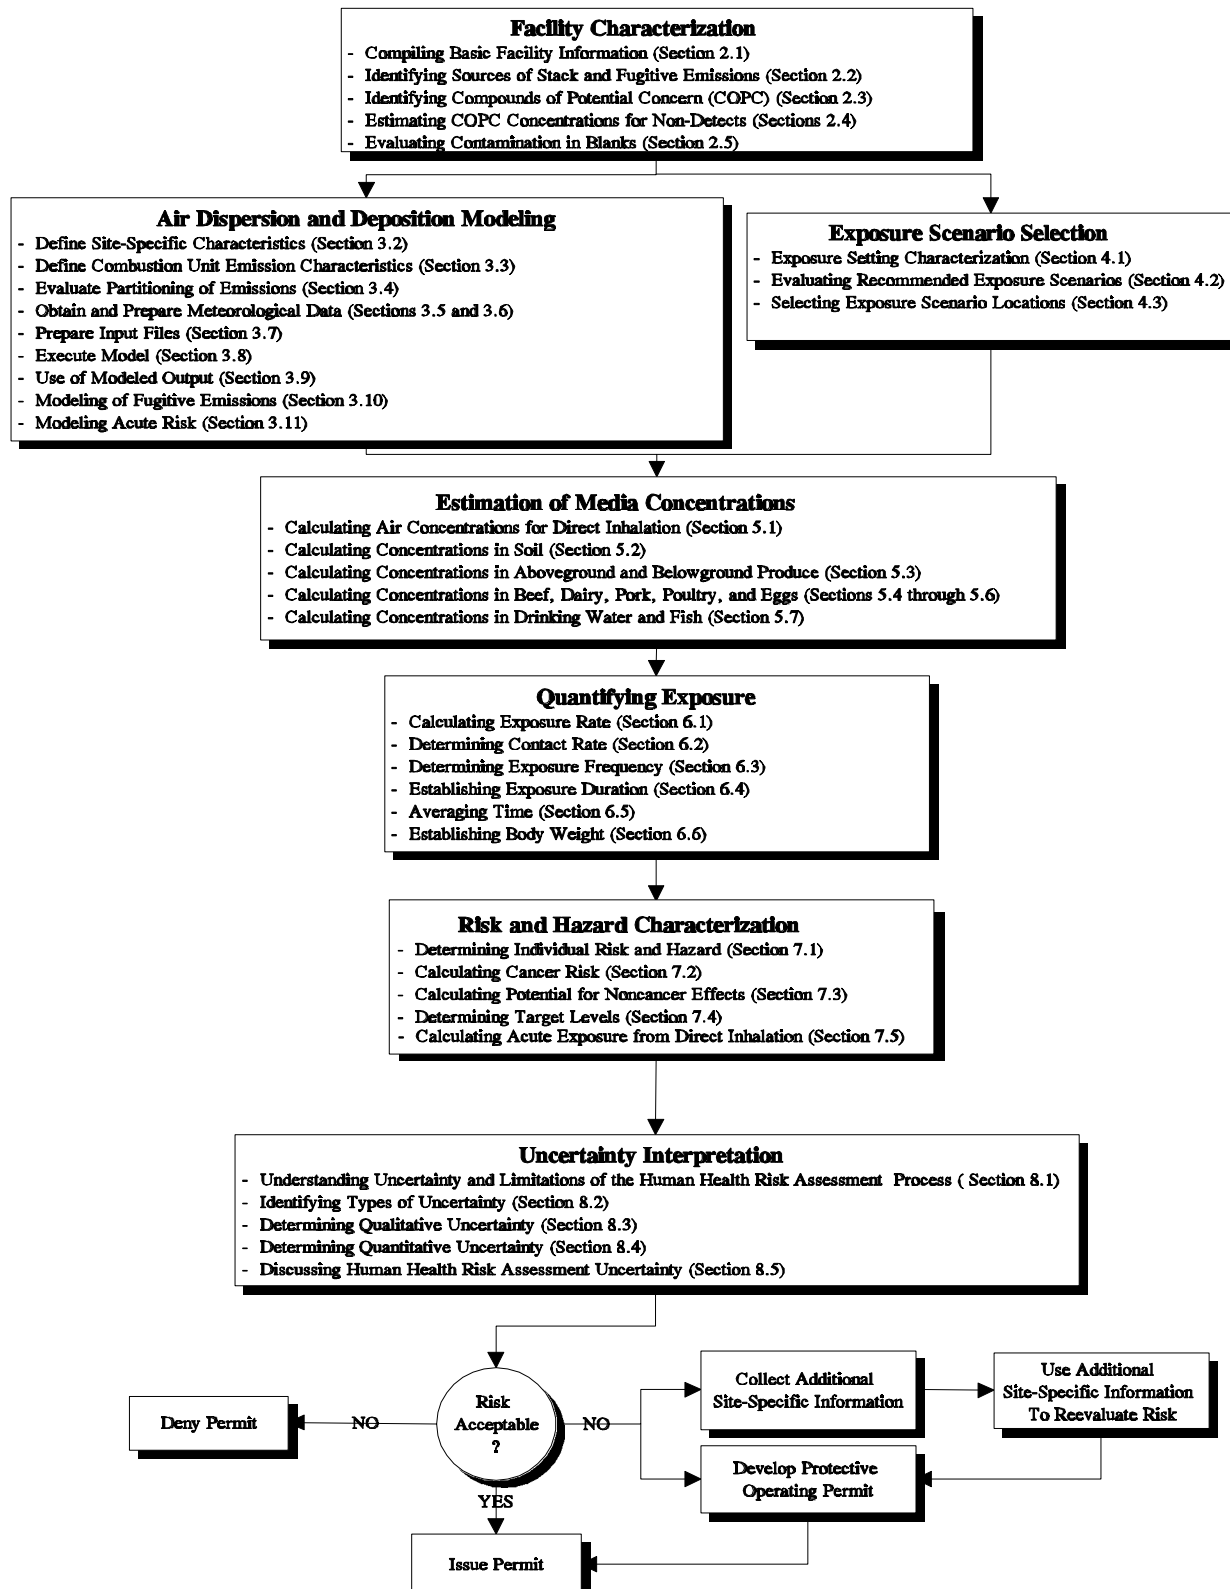 Facility Characterization
- Compiling Basic Facility Information (Section 2.1)
- Identifying Sources of Stack and Fugitive Emissions (Section 2.2)
- Identifying Compounds of Potential Concern (COPC) (Section 2.3)
- Estimating COPC Concentrations for Non-Detects (Sections 2.4)
- Evaluating Contamination in Blanks (Section 2.5)
Air Dispersion and Deposition Modeling
- Define Site-Specific Characteristics (Section 3.2)
- Define Combustion Unit Emission Characteristics (Section 3.3)
- Evaluate Partitioning of Emissions (Section 3.4)
- Obtain and Prepare Meteorological Data (Sections 3.5 and 3.6)
- Prepare Input Files (Section 3.7)
- Execute Model (Section 3.8)
- Use of Modeled Output (Section 3.9)
- Modeling of Fugitive Emissions (Section 3.10)
- Modeling Acute Risk (Section 3.11)
Exposure Scenario Selection
- Exposure Setting Characterization (Section 4.1)
- Evaluating Recommended Exposure Scenarios (Section 4.2)
- Selecting Exposure Scenario Locations (Section 4.3)
Estimation of Media Concentrations
- Calculating Air Concentrations for Direct Inhalation (Section 5.1)
- Calculating Concentrations in Soil (Section 5.2)
- Calculating Concentrations in Aboveground and Belowground Produce (Section 5.3)
- Calculating Concentrations in Beef, Dairy, Pork, Poultry, and Eggs (Sections 5.4 through 5.6)
- Calculating Concentrations in Drinking Water and Fish (Section 5.7)
Quantifying Exposure
- Calculating Exposure Rate (Section 6.1)
- Determining Contact Rate (Section 6.2)
- Determining Exposure Frequency (Section 6.3)
- Establishing Exposure Duration (Section 6.4)
- Averaging Time (Section 6.5)
- Establishing Body Weight (Section 6.6)
Risk and Hazard Characterization
- Determining Individual Risk and Hazard (Section 7.1)
- Calculating Cancer Risk (Section 7.2)
- Calculating Potential for Noncancer Effects (Section 7.3)
- Determining Target Levels (Section 7.4)
- Calculating Acute Exposure from Direct Inhalation (Section 7.5)
Uncertainty Interpretation
- Understanding Uncertainty and Limitations of the Human Health Risk Assessment Process ( Section 8.1)
- Identifying Types of Uncertainty (Section 8.2)
- Determining Qualitative Uncertainty (Section 8.3)
- Determining Quantitative Uncertainty (Section 8.4)
- Discussing Human Health Risk Assessment Uncertainty (Section 8.5)
Deny Permit
NO
Risk
Acceptable
?
NO
Collect Additional
Site-Specific Information
Use Additional
Site-Specific Information
To Reevaluate Risk
Develop Protective
Operating Permit
YES
Issue Permit